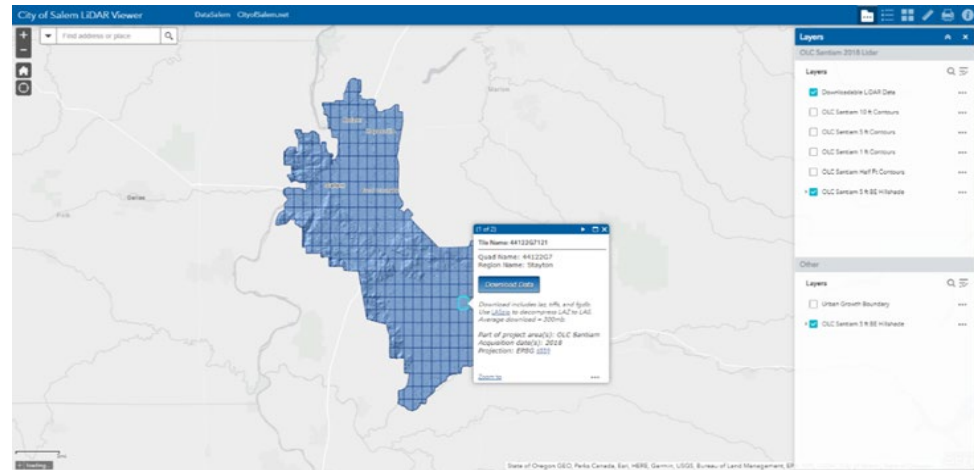 City of Salem LiDAR Viewer
DataSalem CityofSalem.net
Find address or place
Marion
Dallas
Polk
(1 of 2)
Tile Name: 44122G7121
Quad Name: 44122G7
Region Name: Stayton
Download Data
Download includes laz, tiffs, and fgdb.
Use LASzip to decompress LAZ to LAS.
Average download = 300mb.
Part of project area(s): OLC Santiam
Acquisition date(s): 2018
Projection: EPSG
Zoom to
Layers
OLC Santiam 2018 Lidar
Layers
Downloadable LiDAR Data
OLC Santiam 10 ft Contours
OLC Santiam 5 ft Contours
OLC Santiam 1 ft Contours
OLC Santiam Half Ft Contours
OLC Santiam 3 ft BE Hillshade
Other
Layers
Urban Growth Boundary
OLC Santiam 3 ft BE Hillshade
State of Oregon GEO, Parks Canada, Esri, HERE, Garmin, USGS, Bureau of Land Management,